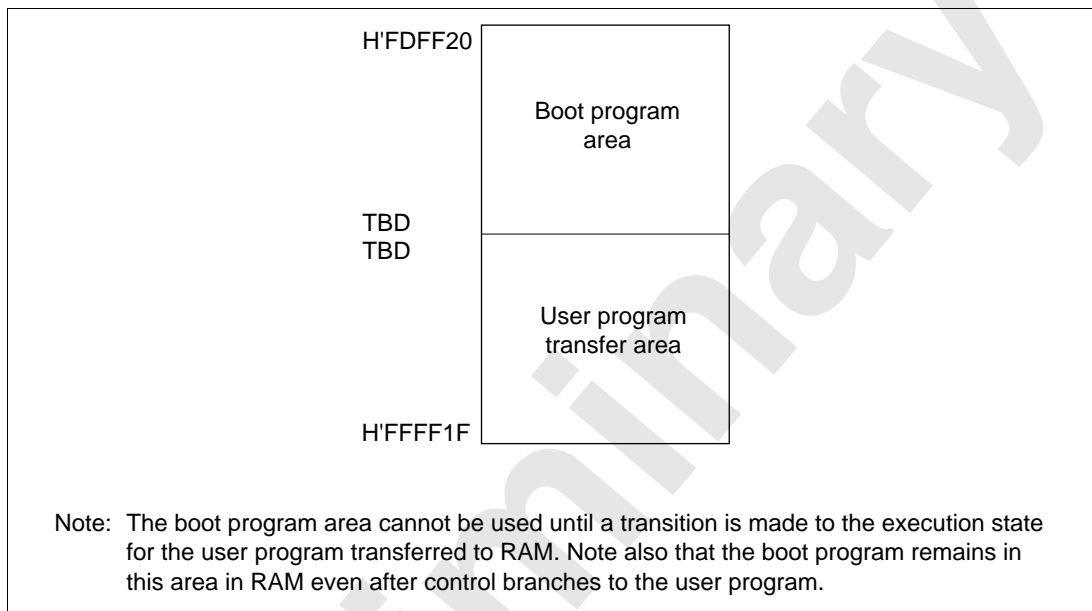 H'FDFF20
Boot program
area
TBD
TBD
User program
transfer area
H'FFFF1F
Note: The boot program area cannot be used until a transition is made to the execution state
for the user program transferred to RAM. Note also that the boot program remains in
this area in RAM even after control branches to the user program.